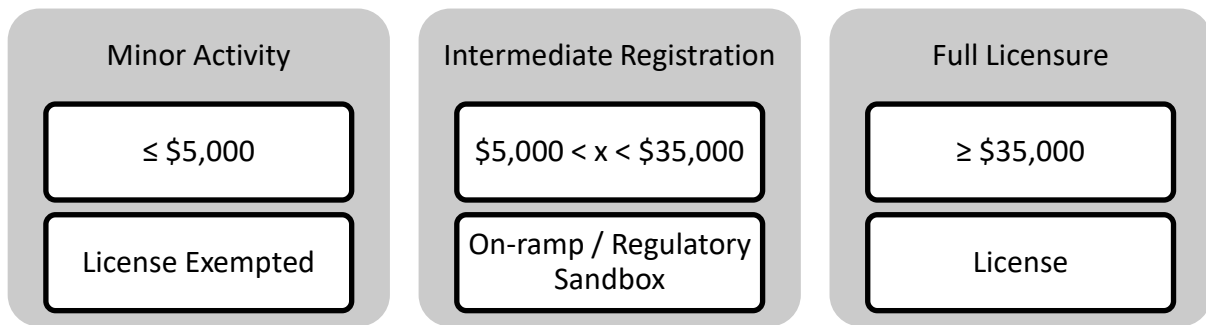 Minor Activity
≤ $5,000
License Exempted
Intermediate Registration
$5,000 < x < $35,000
On-ramp / Regulatory
Sandbox
Full Licensure
≥ $35,000
License